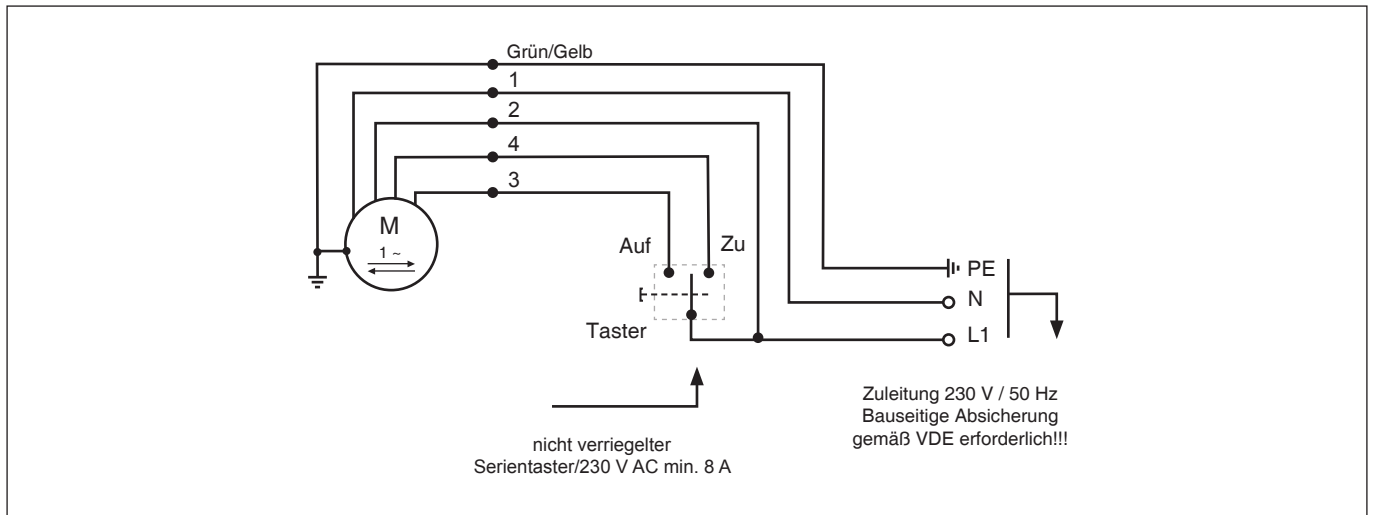 Grün/Gelb
1
2
4
3
M
1 ~
Auf
Zu
Taster
PE
N
L1
nicht verriegelter
Serientaster/230 V AC min. 8 A
Zuleitung 230 V / 50 Hz
Bauseitige Absicherung
gemäß VDE erforderlich!!!